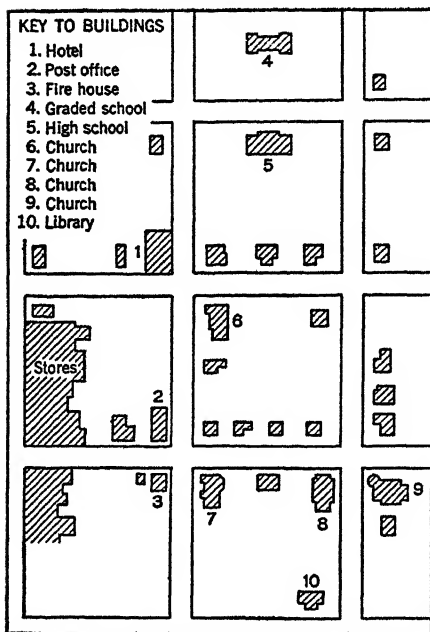 KEY TO BUILDINGS
1. Hotel
2. Post office
3. Fire house
4. Graded school
5. High school
6. Church
7. Church
8. Church
9. Church
10. Library
4
5
1
6
Stores
2
3
7
8
9
10